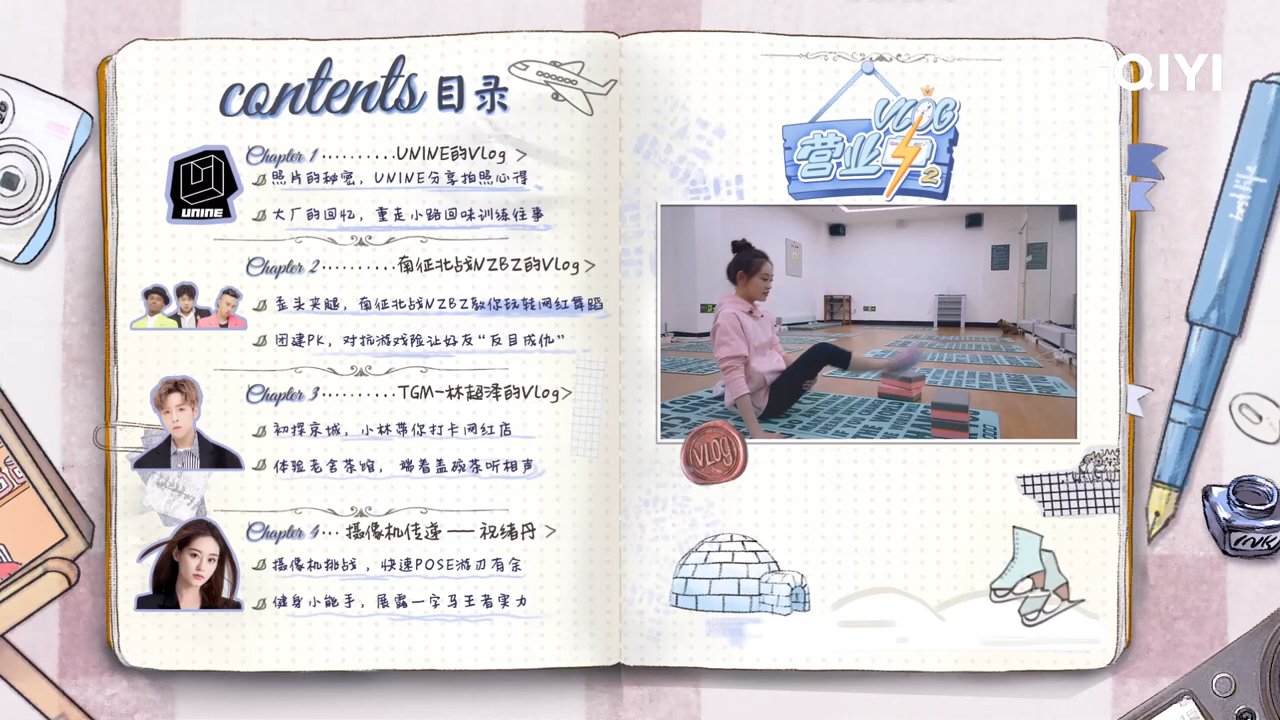 contents 目录
Chapter 1··········UNINE的Vlog >
照片的秘密，UNINE分享拍照心得
大厂的回忆，重走小路回味训练往事
UNINE
Chapter 2··········南征北战NZBZ的Vlog>
歪头夹腿，南征北战NZBZ教你玩转网红舞蹈
团建PK，对抗游戏险让好友“反目成仇”
Chapter 3··········TGM-林超泽的Vlog>
初探京城，小林带你打卡网红店
体验老舍茶馆，端着盖碗茶听相声
Chapter 4···摄像机传递——祝绪丹 >
摄像机挑战，快速POSE游刃有余
健身小能手，展露一字马王者实力
iQIYI
VLOG
营业中
2
VLOG
INK